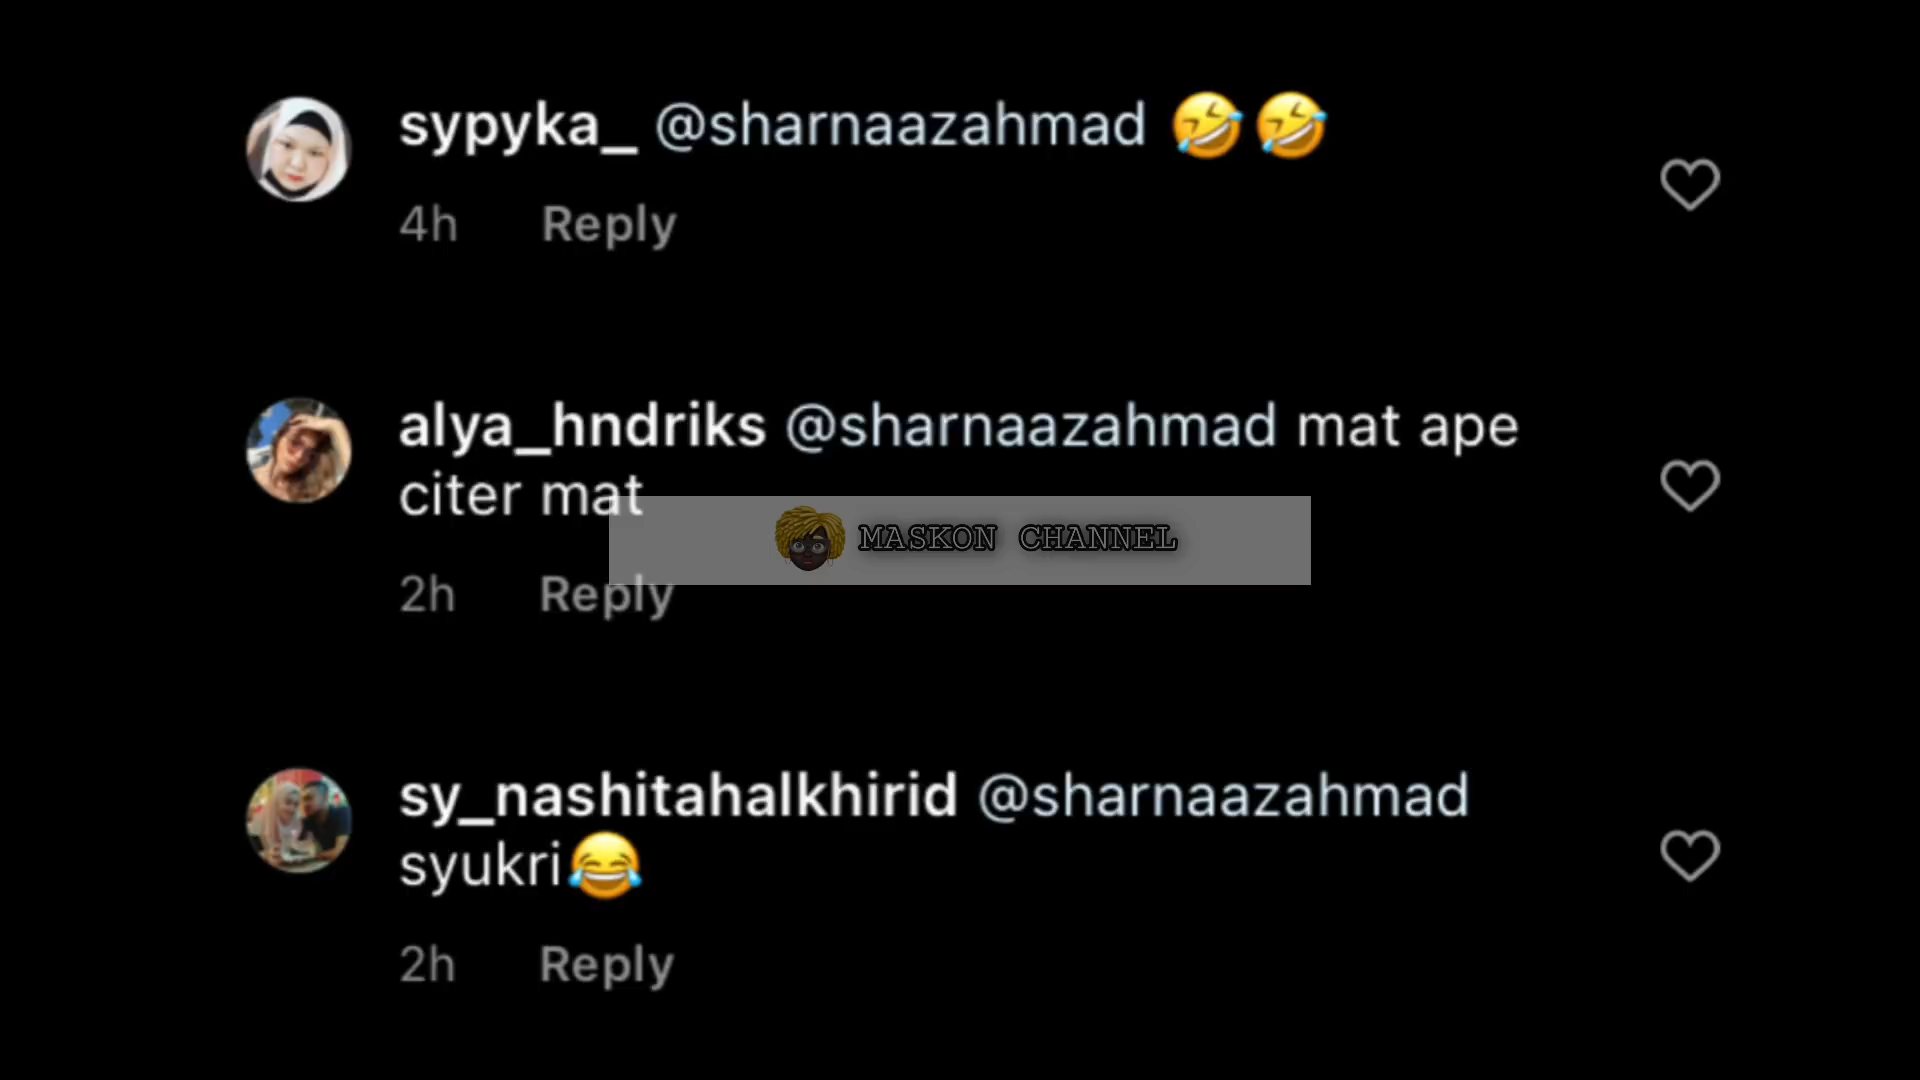 sypyka_ @sharnaazahmad 🤣🤣
4h Reply
alya_hndriks @sharnaazahmad mat ape
citer mat
MASKON CHANNEL
2h Reply
sy_nashitahalkhirid @sharnaazahmad
syukri😂
2h Reply